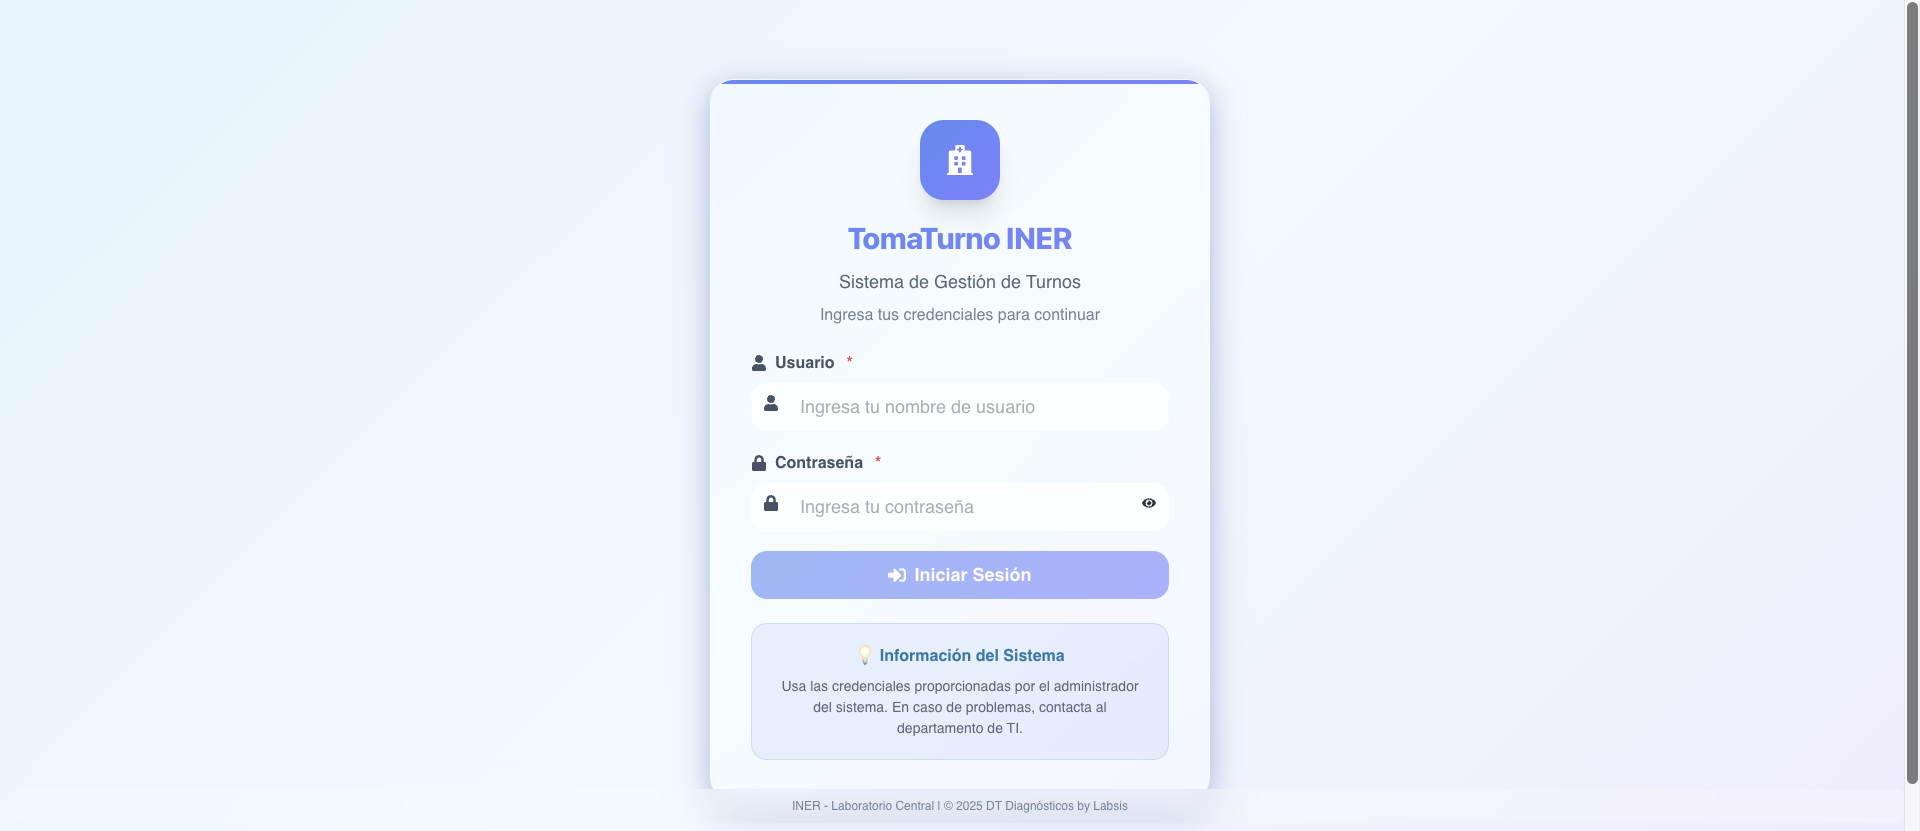 TomaTurno INER
Sistema de Gestión de Turnos
Ingresa tus credenciales para continuar
Usuario *
Ingresa tu nombre de usuario
Contraseña *
Ingresa tu contraseña
Iniciar Sesión
💡 Información del Sistema
Usa las credenciales proporcionadas por el administrador
del sistema. En caso de problemas, contacta al
departamento de TI.
INER - Laboratorio Central | © 2025 DT Diagnósticos by Labsis